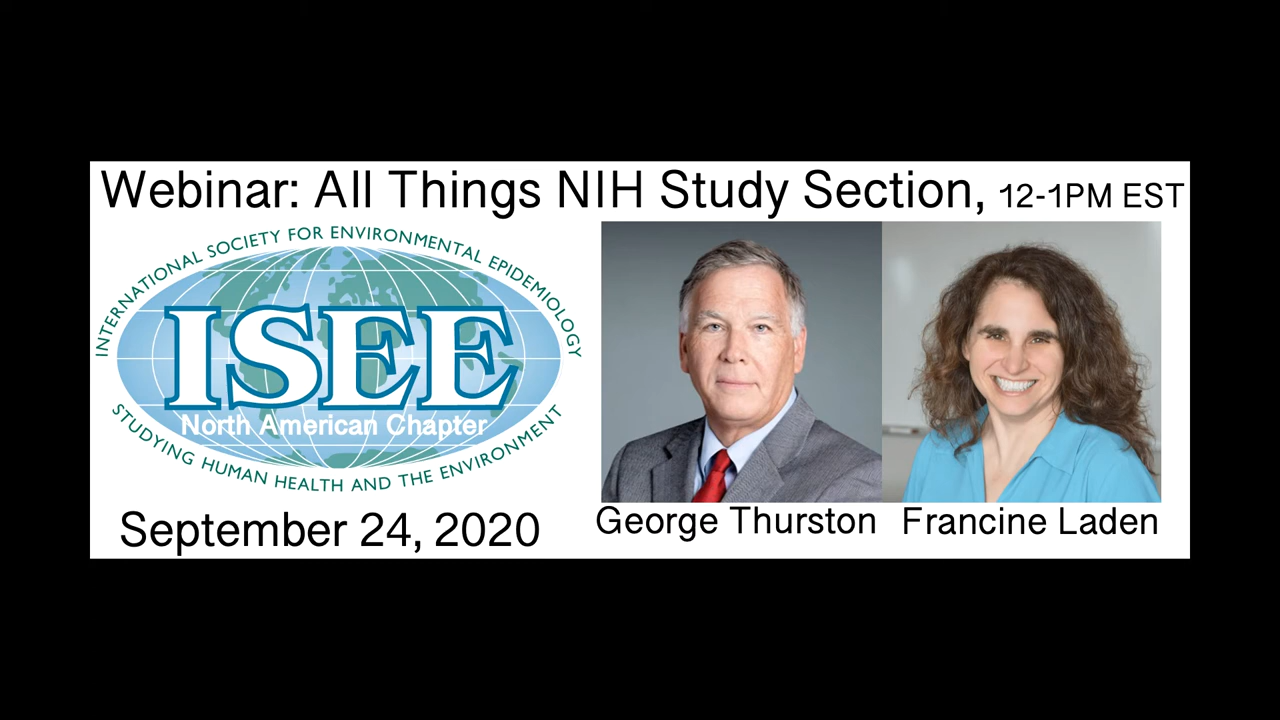 Webinar: All Things NIH Study Section, 12-1PM EST
INTERNATIONAL SOCIETY FOR ENVIRONMENTAL EPIDEMIOLOGY
ISEE
North American Chapter
STUDYING HUMAN HEALTH AND THE ENVIRONMENT
September 24, 2020
George Thurston
Francine Laden